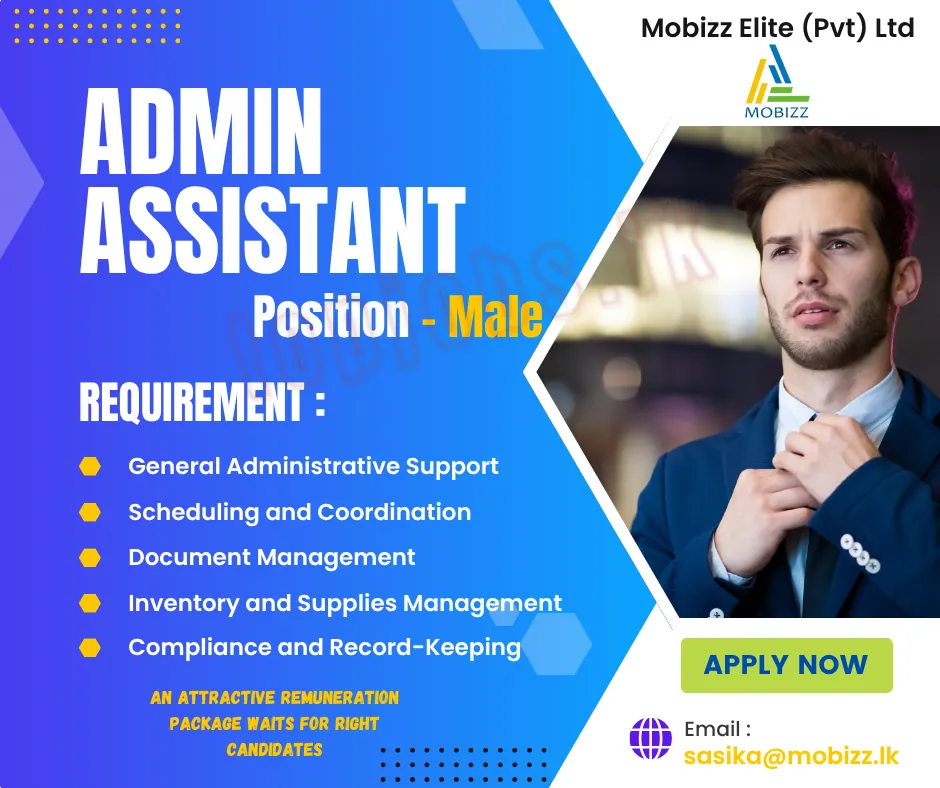 Mobizz Elite (Pvt) Ltd
MOBIZZ
ADMIN
ASSISTANT
Position - Male
REQUIREMENT :
General Administrative Support
Scheduling and Coordination
Document Management
Inventory and Supplies Management
Compliance and Record-Keeping
AN ATTRACTIVE REMUNERATION
PACKAGE WAITS FOR RIGHT
CANDIDATES
APPLY NOW
Email :
sasika@mobizz.lk